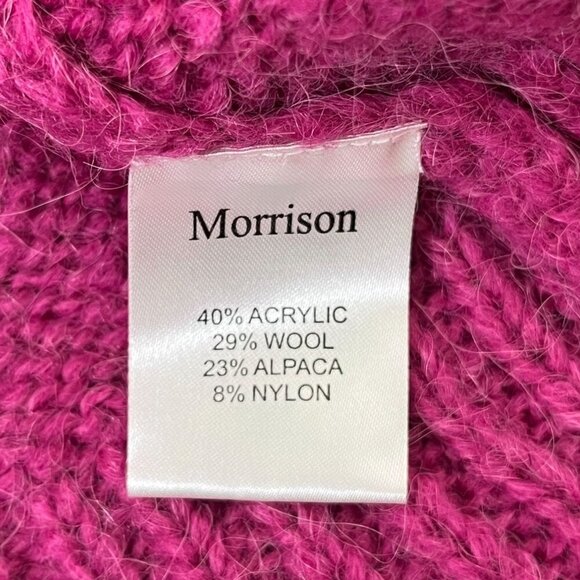 Morrison
40% ACRYLIC
29% WOOL
23% ALPACA
8% NYLON